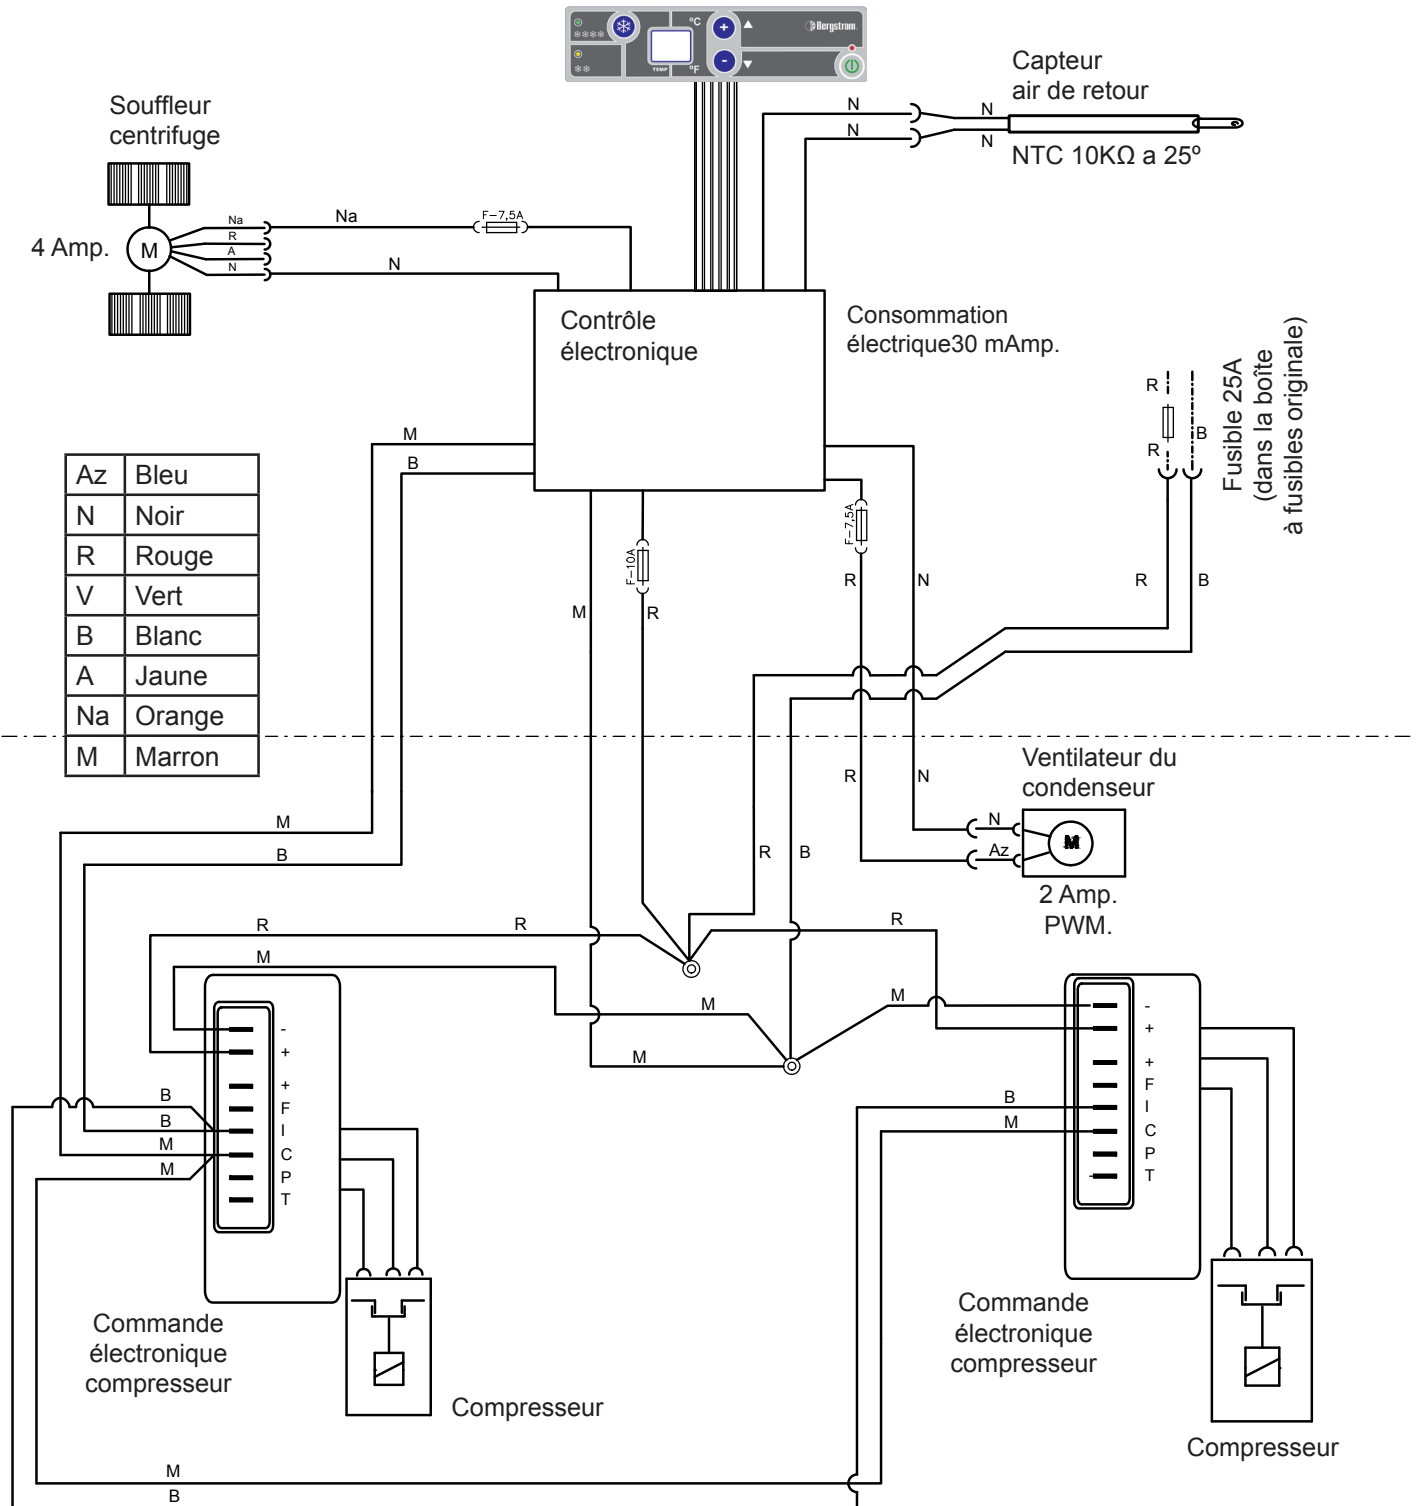 °C
+
Bergstrom
TEMP
°F
-
Capteur
air de retour
N
N
N
N
NTC 10KΩ a 25º
Souffleur
centrifuge
4 Amp.
M
Na
R
A
N
Na
F-7,5A
N
Contrôle
électronique
Consommation
électrique30 mAmp.
R
R
B
Fusible 25A
(dans la boîte
à fusibles originale)
M
B
Az Bleu
N Noir
R Rouge
V Vert
B Blanc
A Jaune
Na Orange
M Marron
F-10A
F-7,5A
M
R
R
N
R
B
Ventilateur du
condenseur
R
N
N
Az
M
2 Amp.
PWM.
M
B
R
B
R
R
R
M
M
M
M
-
+
+
F
I
C
P
T
B
B
M
M
-
+
+
F
I
C
P
T
B
M
Commande
électronique
compresseur
Compresseur
Commande
électronique
compresseur
Compresseur
M
B